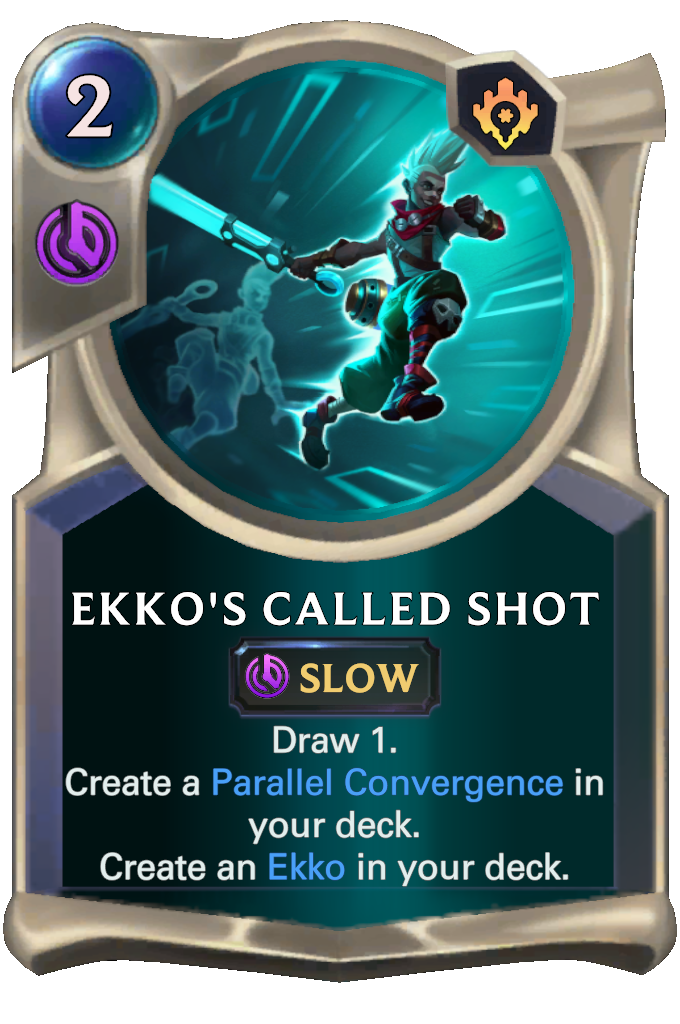 2
EKKO'S CALLED SHOT
SLOW
Draw 1.
Create a Parallel Convergence in
your deck.
Create an Ekko in your deck.